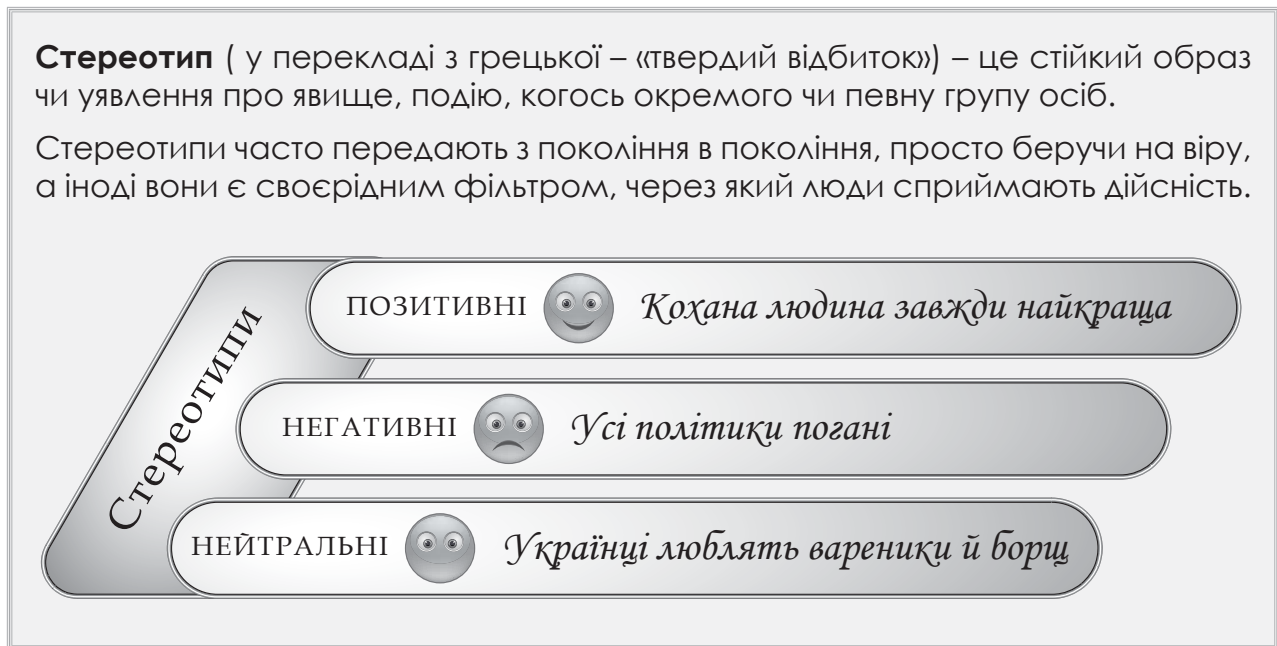 Стереотип ( у перекладі з грецької – «твердий відбиток») – це стійкий образ
чи уявлення про явище, подію, когось окремого чи певну групу осіб.
Стереотипи часто передають з покоління в покоління, просто беручи на віру,
а іноді вони є своєрідним фільтром, через який люди сприймають дійсність.
Стереотипи
ПОЗИТИВНІ Кохана людина завжди найкраща
НЕГАТИВНІ Усі політики погані
НЕЙТРАЛЬНІ Українці люблять вареники й борщ